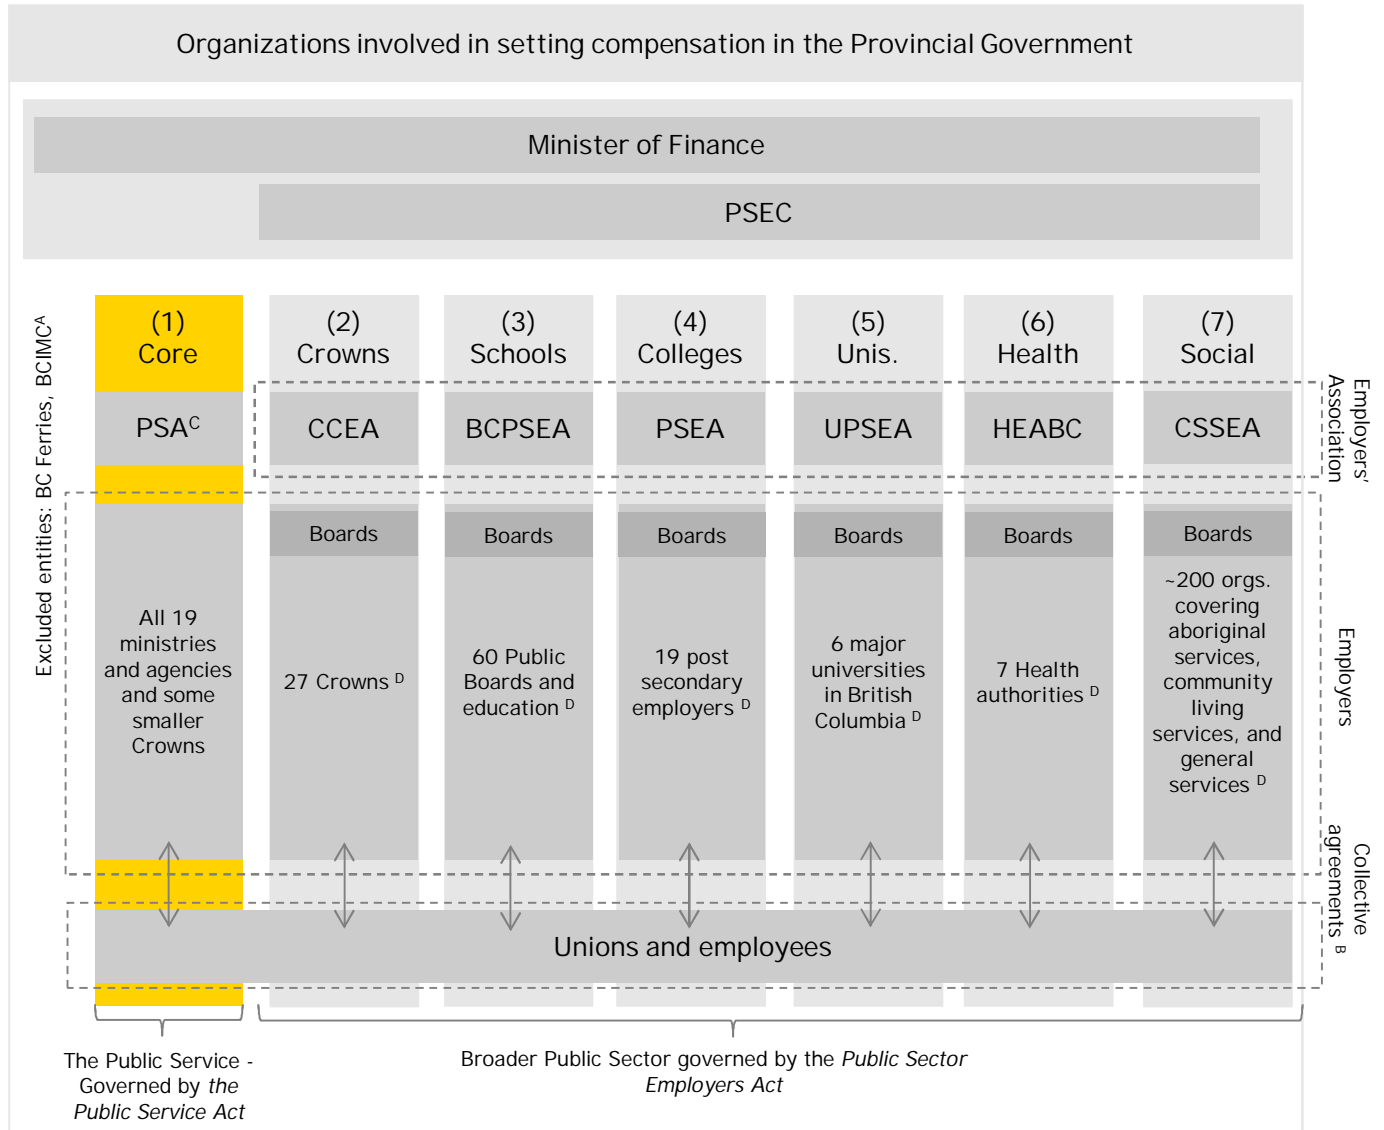 Organizations involved in setting compensation in the Provincial Government
Minister of Finance
PSEC
Excluded entities: BC Ferries, BCIMCᴬ
(1)
Core
(2)
Crowns
(3)
Schools
(4)
Colleges
(5)
Unis.
(6)
Health
(7)
Social
PSAᶜ
CCEA
BCPSEA
PSEA
UPSEA
HEABC
CSSEA
Employers’
Association
Boards
Boards
Boards
Boards
Boards
Boards
All 19
ministries
and agencies
and some
smaller
Crowns
27 Crowns ᴰ
60 Public
Boards and
education ᴰ
19 post
secondary
employers ᴰ
6 major
universities
in British
Columbia ᴰ
7 Health
authorities ᴰ
~200 orgs.
covering
aboriginal
services,
community
living
services, and
general
services ᴰ
Employers
Collective
agreements ᴮ
Unions and employees
The Public Service -
Governed by the
Public Service Act
Broader Public Sector governed by the Public Sector
Employers Act